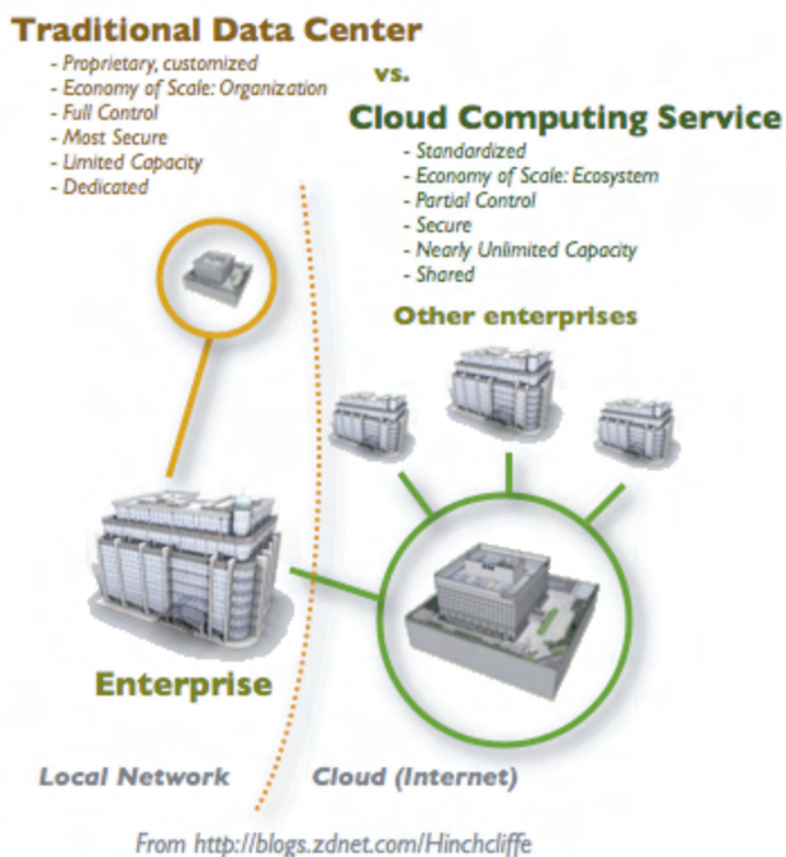 Traditional Data Center
- Proprietary, customized
- Economy of Scale: Organization
- Full Control
- Most Secure
- Limited Capacity
- Dedicated
vs.
Cloud Computing Service
- Standardized
- Economy of Scale: Ecosystem
- Partial Control
- Secure
- Nearly Unlimited Capacity
- Shared
Other enterprises
Enterprise
Local Network
Cloud (Internet)
From http://blogs.zdnet.com/Hinchcliffe